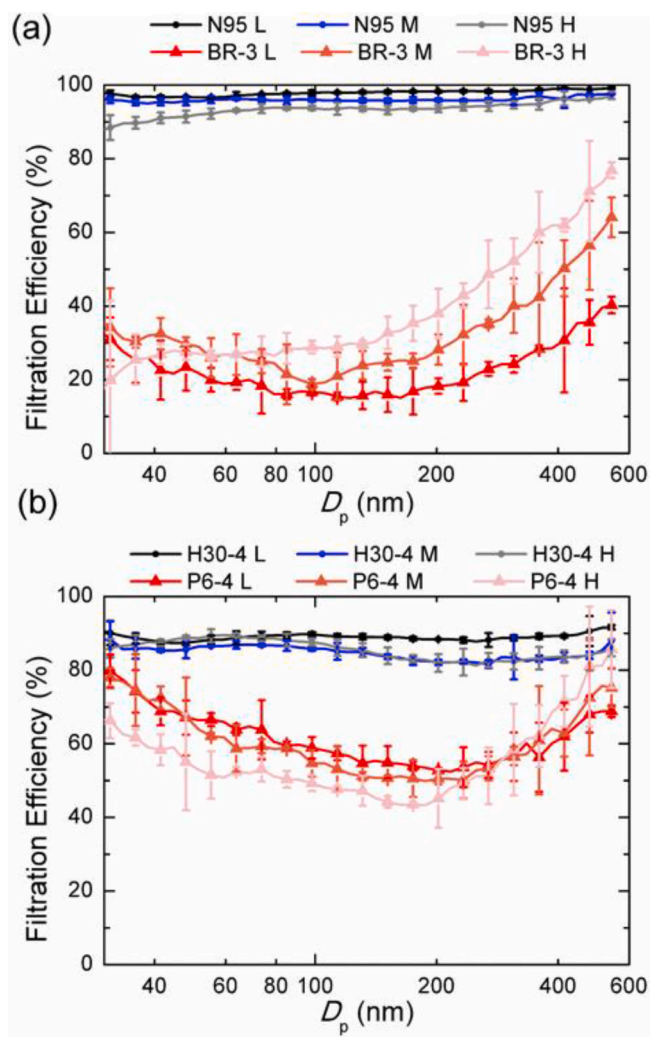 (a)
N95 L N95 M N95 H
BR-3 L BR-3 M BR-3 H
100
80
60
40
20
0
Filtration Efficiency (%)
40 60 80 100 200 400 600
Dp (nm)
(b)
H30-4 L H30-4 M H30-4 H
P6-4 L P6-4 M P6-4 H
100
80
60
40
20
0
Filtration Efficiency (%)
40 60 80 100 200 400 600
Dp (nm)